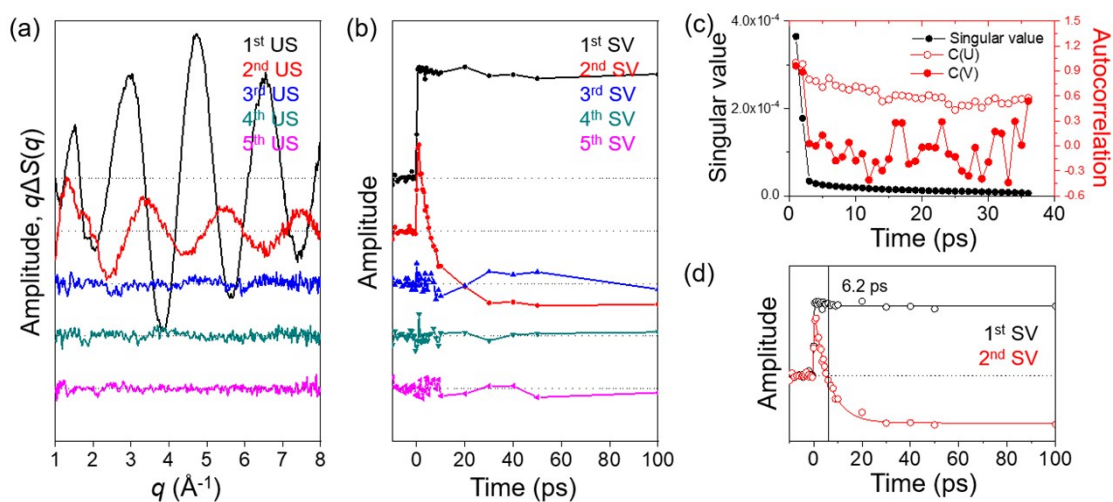 (a)
Amplitude, qΔS(q)
1st US
2nd US
3rd US
4th US
5th US
1 2 3 4 5 6 7 8
q (Å-1)
(b)
Amplitude
1st SV
2nd SV
3rd SV
4th SV
5th SV
0 20 40 60 80 100
Time (ps)
(c)
Singular value
4.0x10-4
2.0x10-4
0.0
Singular value
C(U)
C(V)
1.5
1.2
0.9
0.6
0.3
0.0
-0.3
-0.6
Autocorrelation
0 10 20 30 40
Time (ps)
(d)
Amplitude
6.2 ps
1st SV
2nd SV
0 20 40 60 80 100
Time (ps)